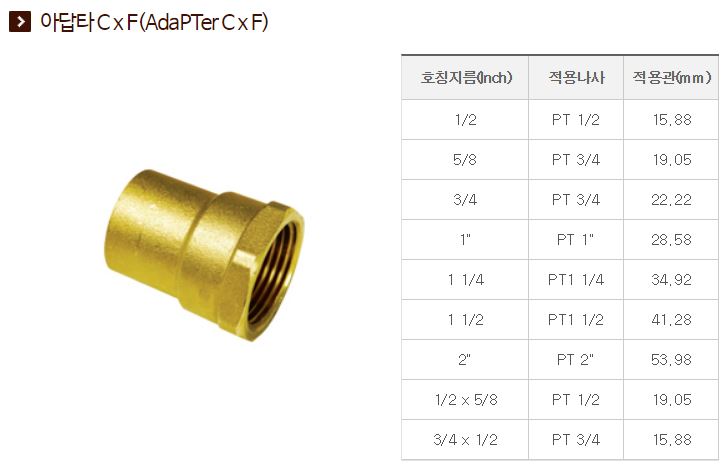 아답타 C x F (AdaPTer C x F)
호칭지름(Inch) 적용나사 적용관(mm)
1/2 PT 1/2 15.88
5/8 PT 3/4 19.05
3/4 PT 3/4 22.22
1" PT 1" 28.58
1 1/4 PT1 1/4 34.92
1 1/2 PT1 1/2 41.28
2" PT 2" 53.98
1/2 x 5/8 PT 1/2 19.05
3/4 x 1/2 PT 3/4 15.88